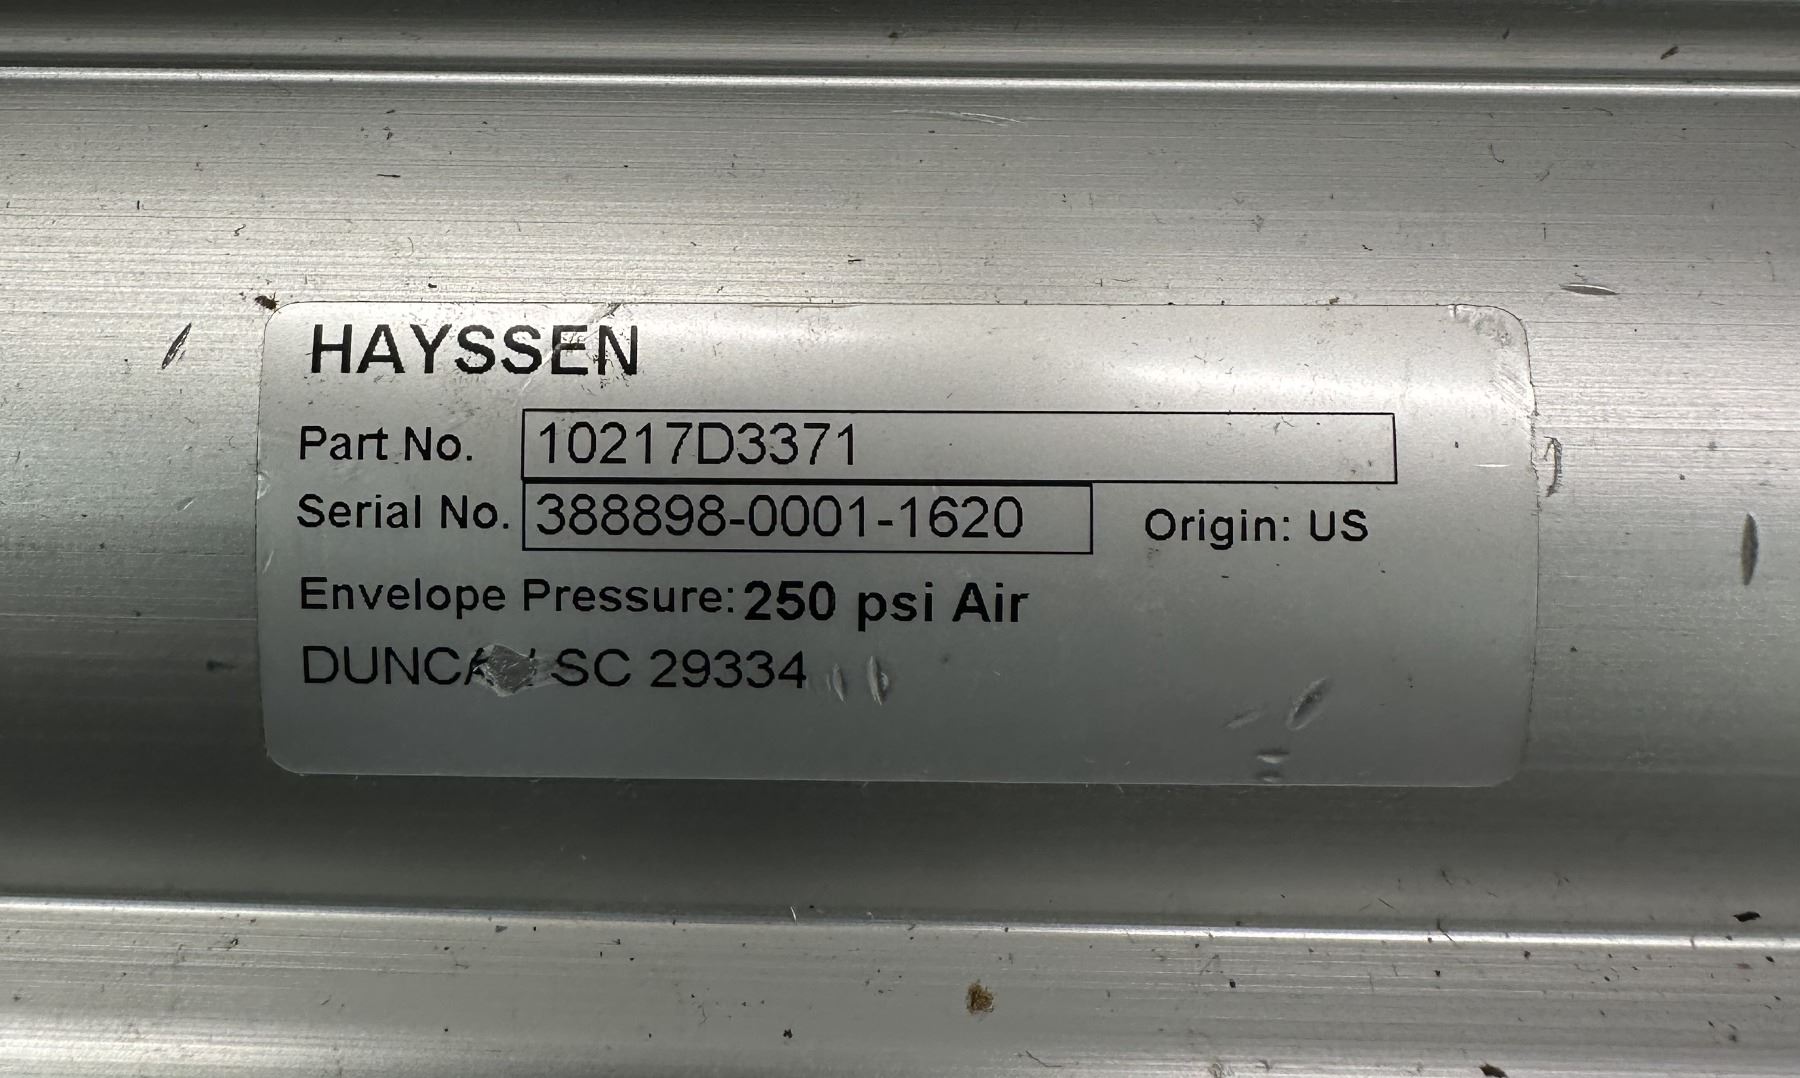 HAYSSEN
Part No. 10217D3371
Serial No. 388898-0001-1620 Origin: US
Envelope Pressure: 250 psi Air
SC 29334